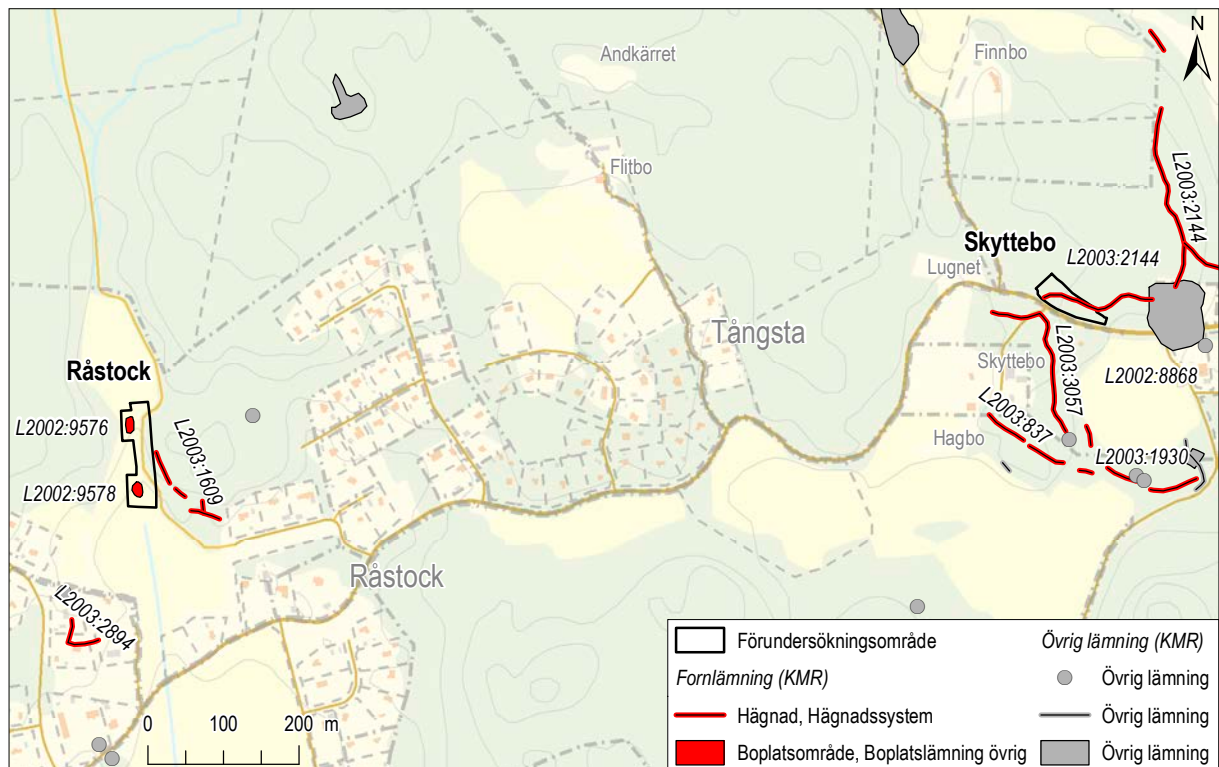 N
Andkärret
Finnbo
Flitbo
L2003:2144
Skyttebo
L2003:2144
Lugnet
Tångsta
Råstock
Skyttebo
L2003:3057
L2002:8868
L2002:9576
L2003:1609
L2003:837
Hagbo
L2003:1930
L2002:9578
Råstock
L2003:2894
0 100 200 m
Förundersökningsområde
Övrig lämning (KMR)
Fornlämning (KMR)
Övrig lämning
Hägnad, Hägnadssystem
Övrig lämning
Boplatsområde, Boplatslämning övrig
Övrig lämning